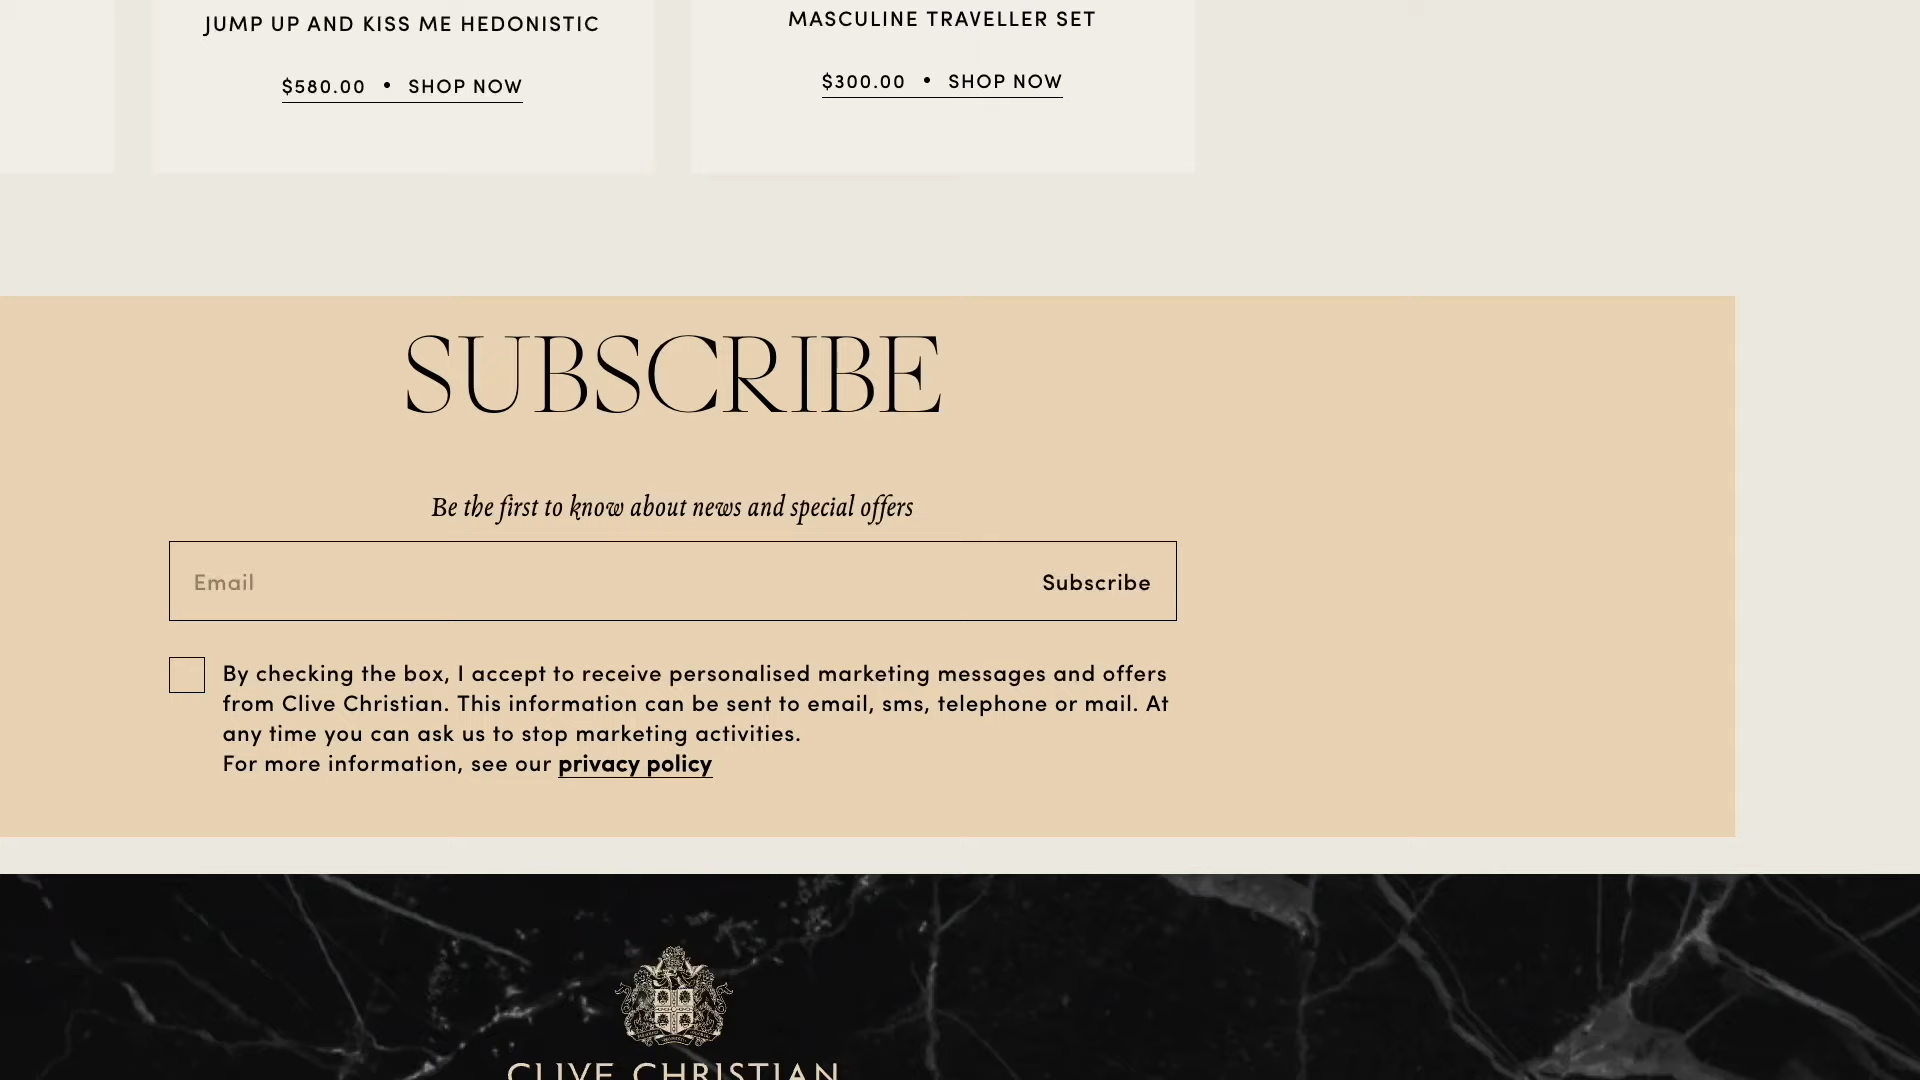 JUMP UP AND KISS ME HEDONISTIC
$580.00 • SHOP NOW
MASCULINE TRAVELLER SET
$300.00 • SHOP NOW
SUBSCRIBE
Be the first to know about news and special offers
Email
Subscribe
By checking the box, I accept to receive personalised marketing messages and offers
from Clive Christian. This information can be sent to email, sms, telephone or mail. At
any time you can ask us to stop marketing activities.
For more information, see our privacy policy
CLIVE CHRISTIAN